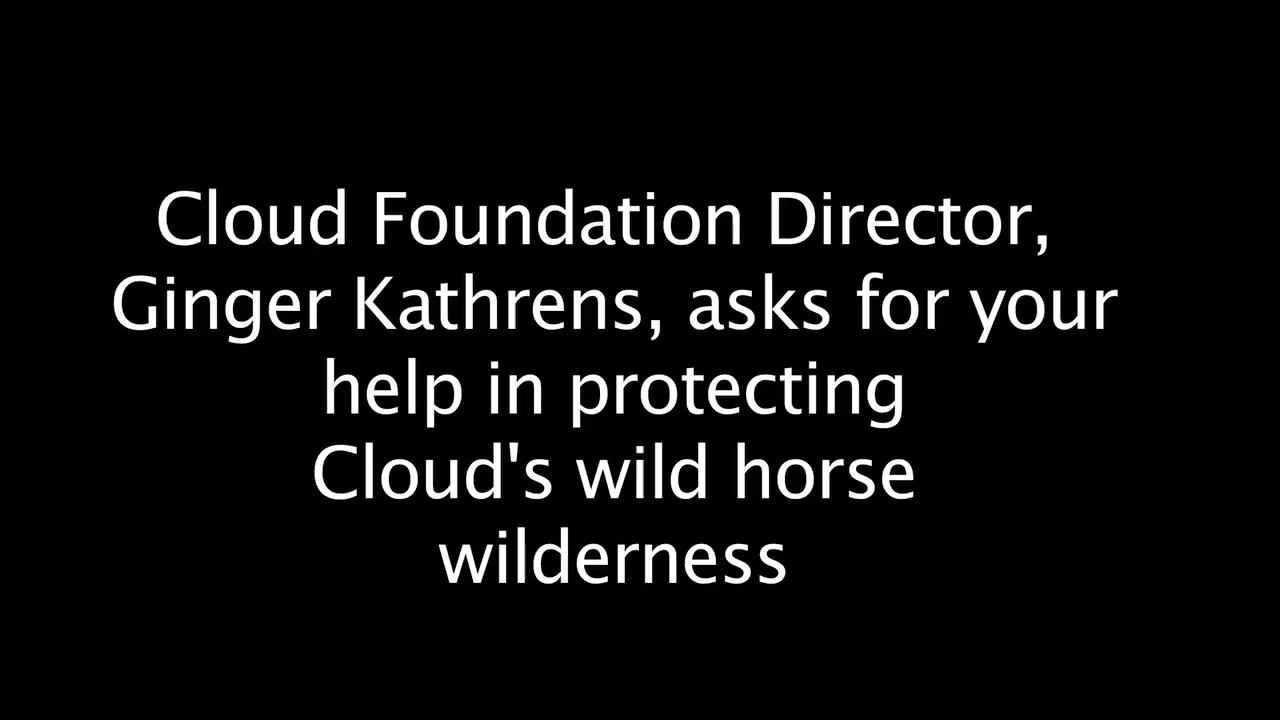 Cloud Foundation Director,
Ginger Kathrens, asks for your
help in protecting
Cloud's wild horse
wilderness